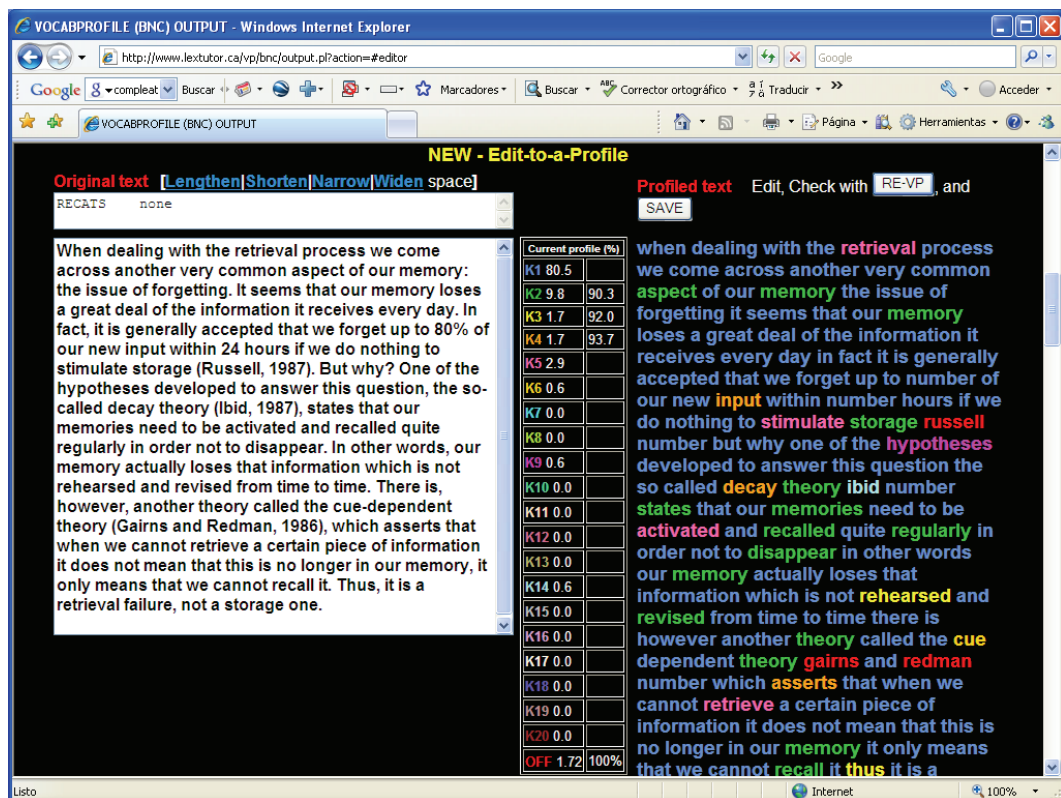 VOCABPROFILE (BNC) OUTPUT - Windows Internet Explorer
http://www.lextutor.ca/vp/bnc/output.pl?action=#editor
Google
Google compleat Buscar Marcadores Buscar Corrector ortográfico Traducir Acceder
VOCABPROFILE (BNC) OUTPUT Página Herramientas
NEW - Edit-to-a-Profile
Original text [Lengthen|Shorten|Narrow|Widen space]
RECATS none
When dealing with the retrieval process we come
across another very common aspect of our memory:
the issue of forgetting. It seems that our memory loses
a great deal of the information it receives every day. In
fact, it is generally accepted that we forget up to 80% of
our new input within 24 hours if we do nothing to
stimulate storage (Russell, 1987). But why? One of the
hypotheses developed to answer this question, the so-
called decay theory (Ibid, 1987), states that our
memories need to be activated and recalled quite
regularly in order not to disappear. In other words, our
memory actually loses that information which is not
rehearsed and revised from time to time. There is,
however, another theory called the cue-dependent
theory (Gairns and Redman, 1986), which asserts that
when we cannot retrieve a certain piece of information
it does not mean that this is no longer in our memory, it
only means that we cannot recall it. Thus, it is a
retrieval failure, not a storage one.
Current profile (%)
K1 80.5
K2 9.8 90.3
K3 1.7 92.0
K4 1.7 93.7
K5 2.9
K6 0.6
K7 0.0
K8 0.0
K9 0.6
K10 0.0
K11 0.0
K12 0.0
K13 0.0
K14 0.6
K15 0.0
K16 0.0
K17 0.0
K18 0.0
K19 0.0
K20 0.0
OFF 1.72 100%
Profiled text Edit, Check with RE-VP, and
SAVE
when dealing with the retrieval process
we come across another very common
aspect of our memory the issue of
forgetting it seems that our memory
loses a great deal of the information it
receives every day in fact it is generally
accepted that we forget up to number of
our new input within number hours if we
do nothing to stimulate storage russell
number but why one of the hypotheses
developed to answer this question the
so called decay theory ibid number
states that our memories need to be
activated and recalled quite regularly in
order not to disappear in other words
our memory actually loses that
information which is not rehearsed and
revised from time to time there is
however another theory called the cue
dependent theory gairns and redman
number which asserts that when we
cannot retrieve a certain piece of
information it does not mean that this is
no longer in our memory it only means
that we cannot recall it thus it is a
Listo Internet 100%